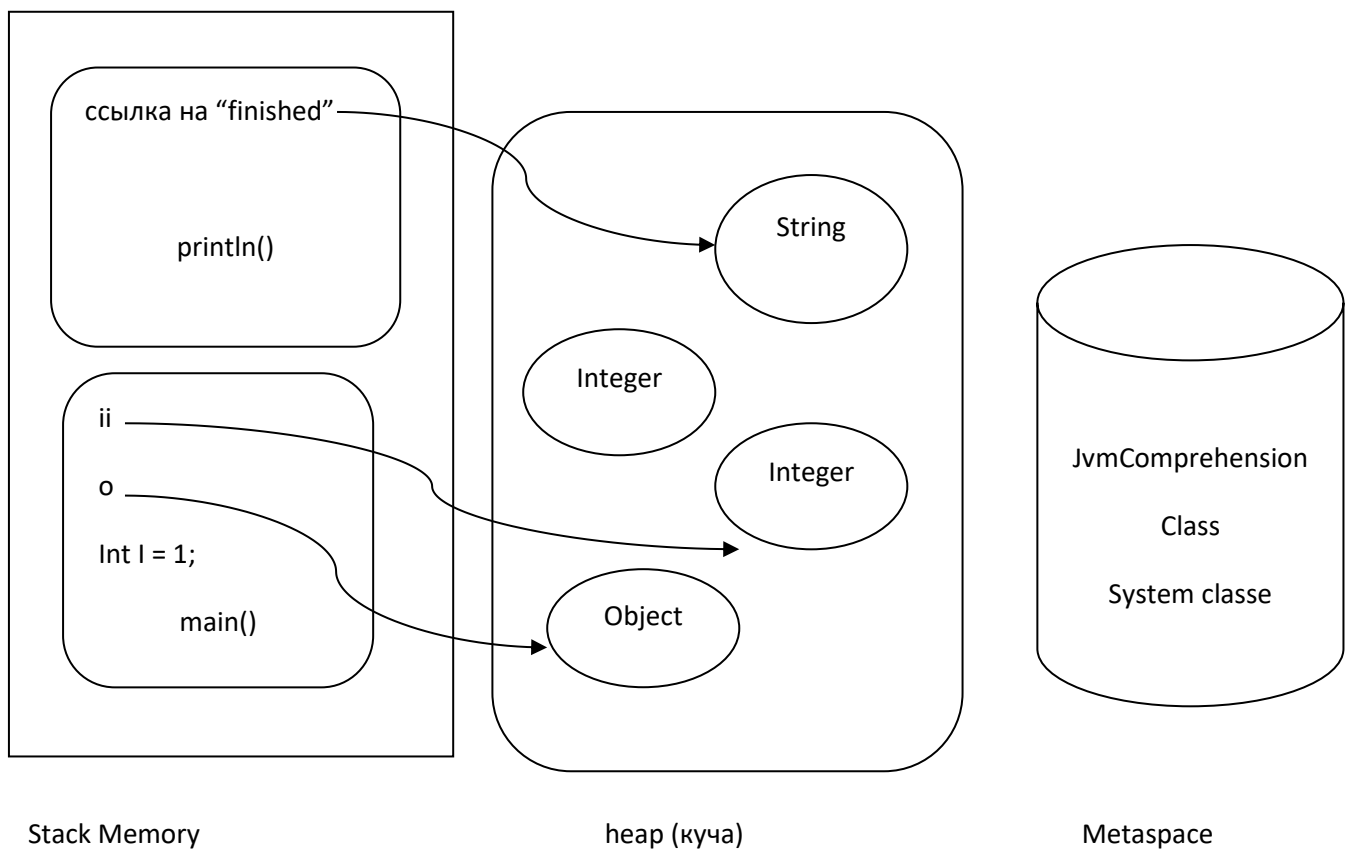 ссылка на “finished”
println()
ii
o
Int I = 1;
main()
String
Integer
Integer
Object
JvmComprehension
Class
System classe
Stack Memory
heap (куча)
Metaspace